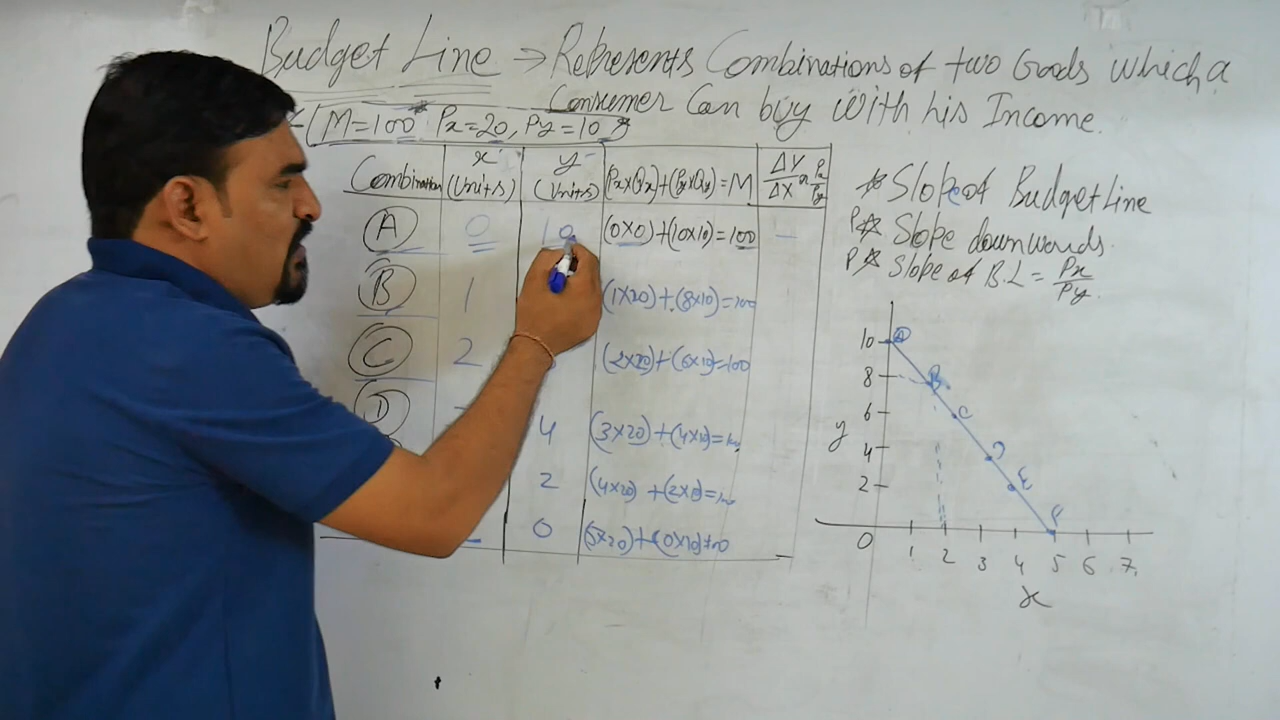 Budget Line → Represents Combinations of two Goods which a
Consumer Can buy With his Income.
M=100 Px=20, Py=10
Combination x (Units) y (Units) (Px×Qx)+(Py×Qy)=M ΔY/ΔX Px/Py
A 0 10 (0×0)+(10×10)=100 —
B 1 (1×20)+(8×10)=100
C 2 (2×20)+(6×10)=100
D 4 (3×20)+(4×10)=100
2 (4×20)+(2×10)=100
0 (5×20)+(0×10)=100
* Slope of Budget Line
P* Slope downwards.
P* Slope of B.L = Px/Py
10
8
6
y 4
2
B
C
D
E
F
0 1 2 3 4 5 6 7
x